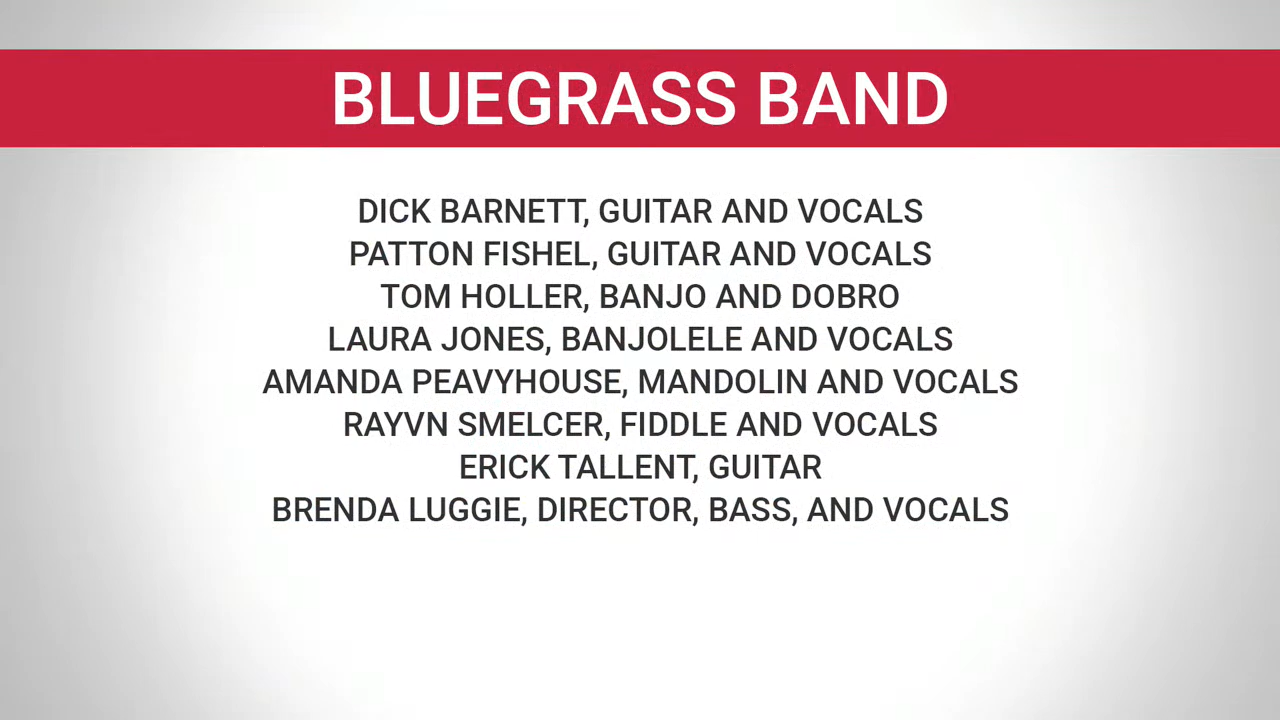 BLUEGRASS BAND
DICK BARNETT, GUITAR AND VOCALS
PATTON FISHEL, GUITAR AND VOCALS
TOM HOLLER, BANJO AND DOBRO
LAURA JONES, BANJOLELE AND VOCALS
AMANDA PEAVYHOUSE, MANDOLIN AND VOCALS
RAYVN SMELCER, FIDDLE AND VOCALS
ERICK TALLENT, GUITAR
BRENDA LUGGIE, DIRECTOR, BASS, AND VOCALS